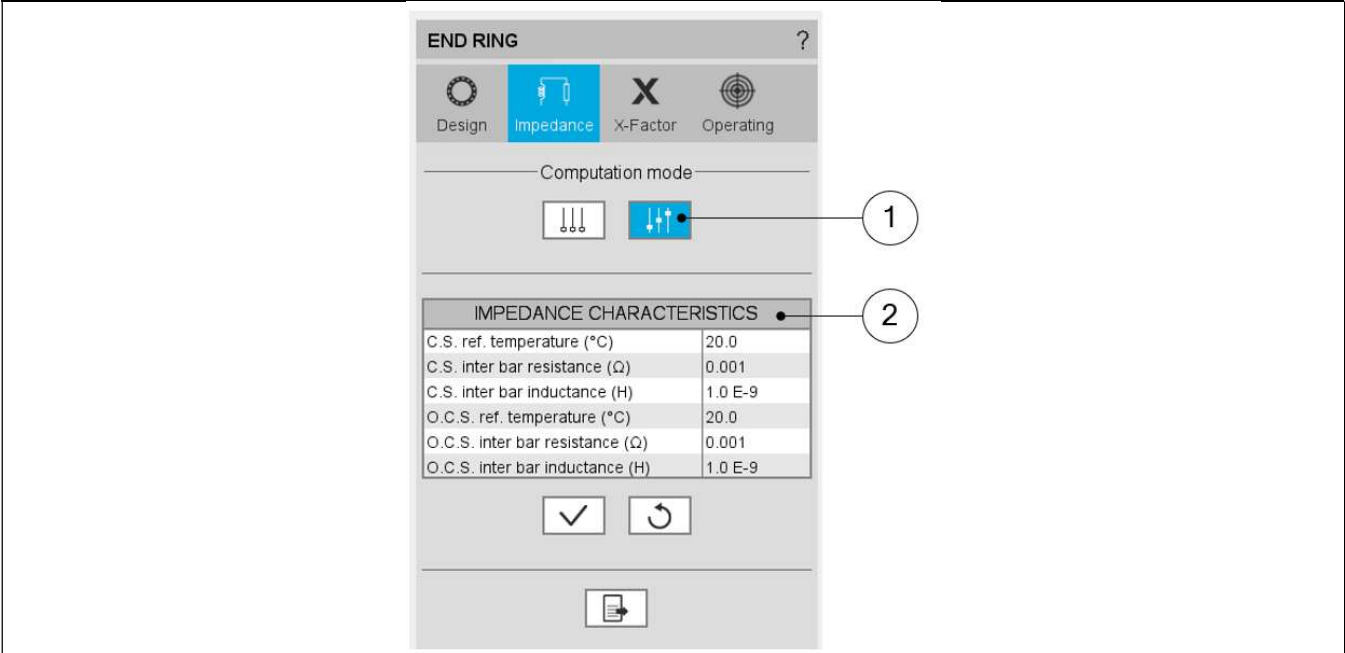 END RING ?
Design Impedance X-Factor Operating
Computation mode
1
IMPEDANCE CHARACTERISTICS
2
C.S. ref. temperature (°C) 20.0
C.S. inter bar resistance (Ω) 0.001
C.S. inter bar inductance (H) 1.0 E-9
O.C.S. ref. temperature (°C) 20.0
O.C.S. inter bar resistance (Ω) 0.001
O.C.S. inter bar inductance (H) 1.0 E-9